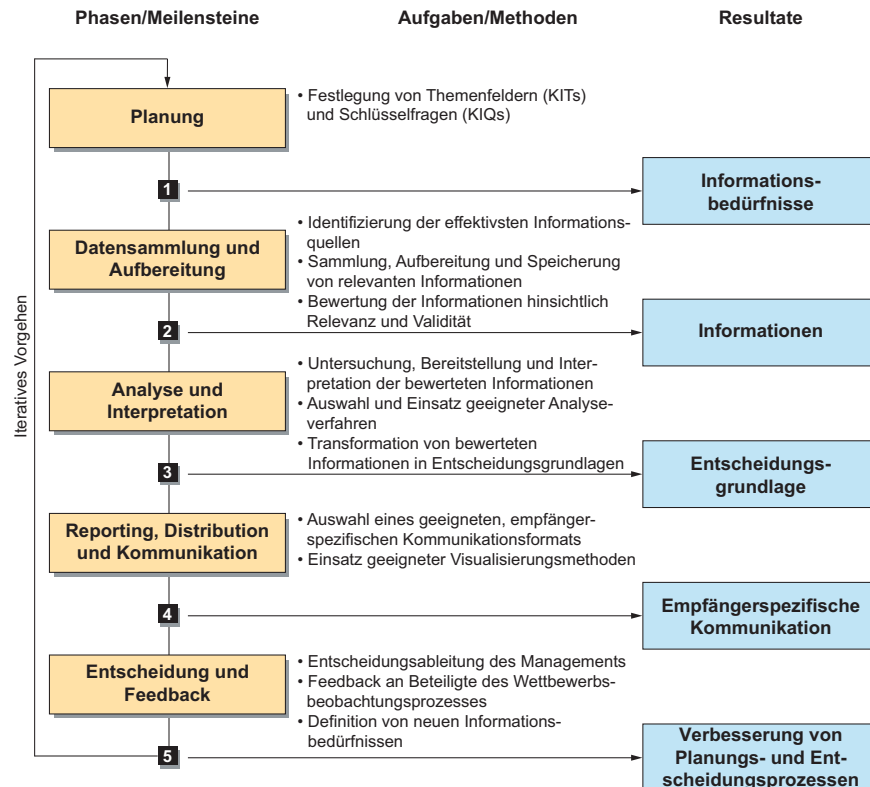 Phasen/Meilensteine
Aufgaben/Methoden
Resultate
Iteratives Vorgehen
Planung
• Festlegung von Themenfeldern (KITs)
und Schlüsselfragen (KIQs)
1
Informations-
bedürfnisse
Datensammlung und
Aufbereitung
• Identifizierung der effektivsten Informations-
quellen
• Sammlung, Aufbereitung und Speicherung
von relevanten Informationen
• Bewertung der Informationen hinsichtlich
Relevanz und Validität
2
Informationen
Analyse und
Interpretation
• Untersuchung, Bereitstellung und Inter-
pretation der bewerteten Informationen
• Auswahl und Einsatz geeigneter Analyse-
verfahren
• Transformation von bewerteten
Informationen in Entscheidungsgrundlagen
3
Entscheidungs-
grundlage
Reporting, Distribution
und Kommunikation
• Auswahl eines geeigneten, empfänger-
spezifischen Kommunikationsformats
• Einsatz geeigneter Visualisierungsmethoden
4
Empfängerspezifische
Kommunikation
Entscheidung und
Feedback
• Entscheidungsableitung des Managements
• Feedback an Beteiligte des Wettbewerbs-
beobachtungsprozesses
• Definition von neuen Informations-
bedürfnissen
5
Verbesserung von
Planungs- und Ent-
scheidungsprozessen